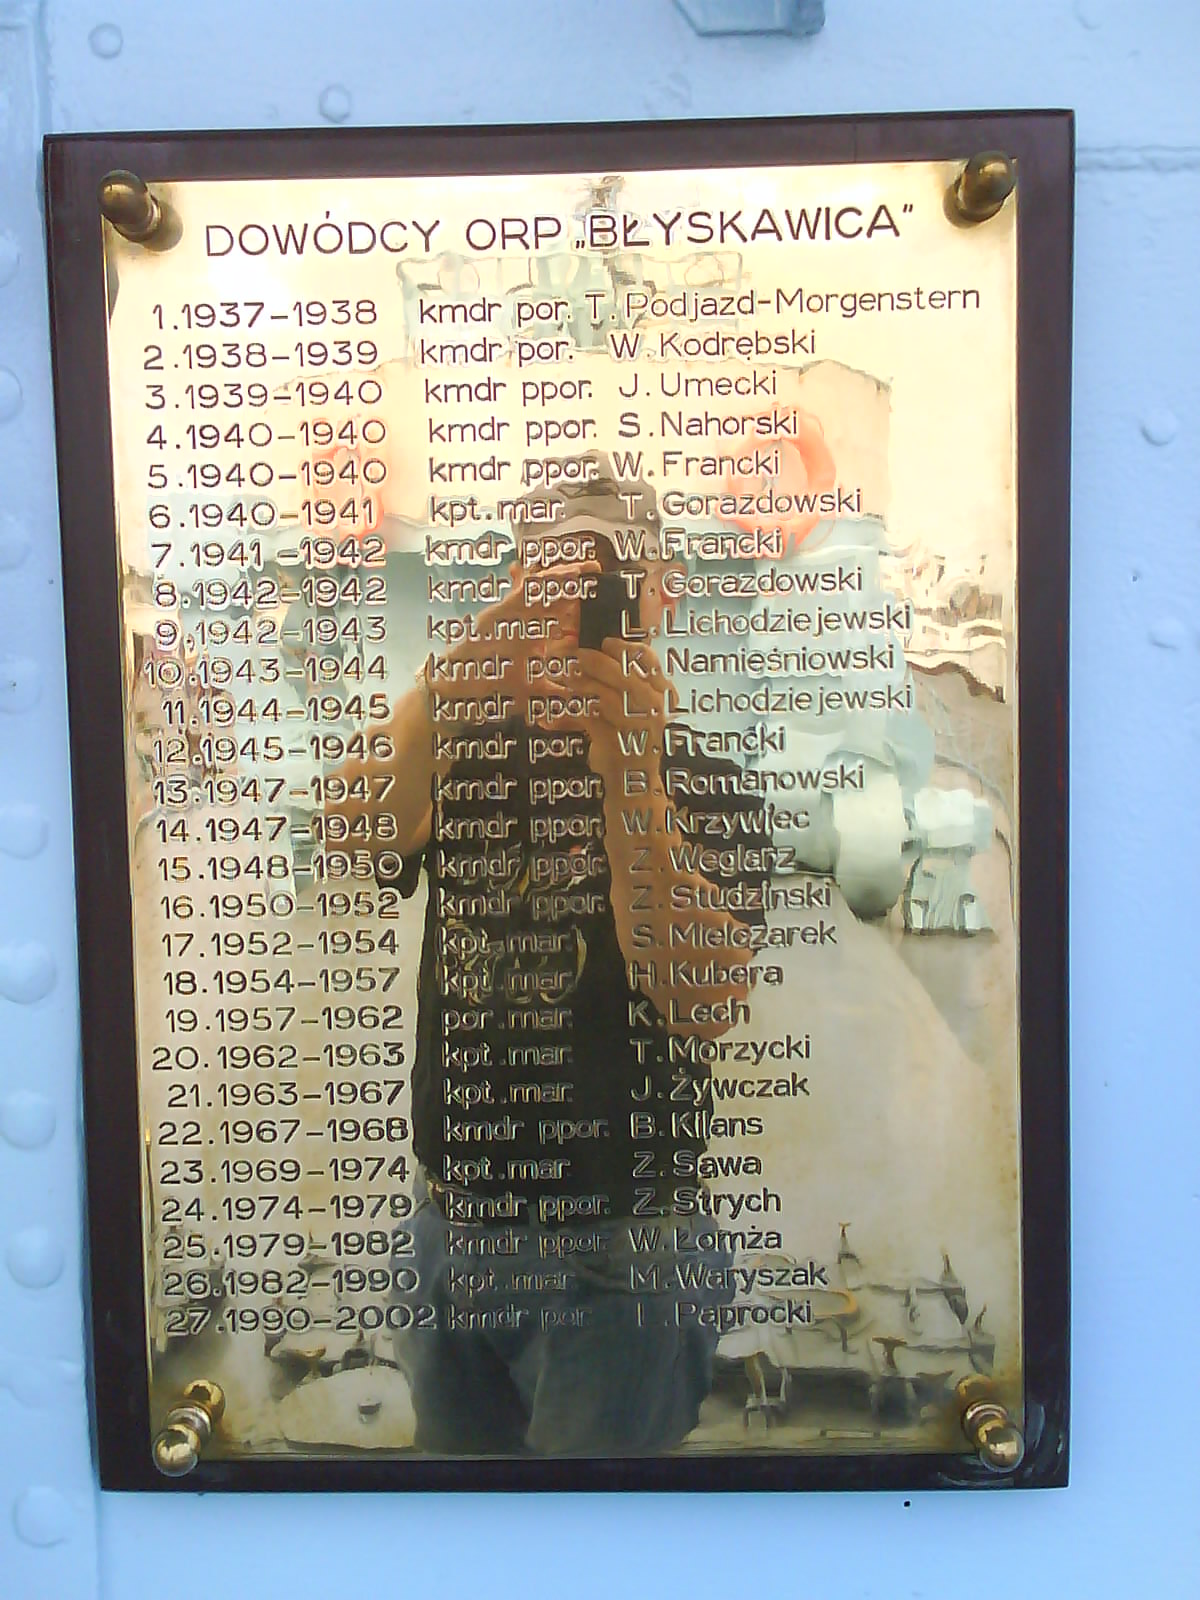 DOWÓDCY ORP „BŁYSKAWICA”
1.1937-1938 kmdr por. T. Podjazd-Morgenstern
2.1938-1939 kmdr por. W. Kodrębski
3.1939-1940 kmdr ppor. J. Umecki
4.1940-1940 kmdr ppor. S. Nahorski
5.1940-1940 kmdr ppor. W. Francki
6.1940-1941 kpt.mar. T. Gorazdowski
7.1941-1942 kmdr ppor. W. Francki
8.1942-1942 kmdr ppor. T. Gorazdowski
9.1942-1943 kpt.mar. L. Lichodziejewski
10.1943-1944 kmdr por. K. Namieśniowski
11.1944-1945 kmdr ppor. L. Lichodziejewski
12.1945-1946 kmdr por. W. Francki
13.1947-1947 kmdr ppor. B. Romanowski
14.1947-1948 kmdr ppor. W. Krzywiec
15.1948-1950 kmdr ppor. Z. Węglarz
16.1950-1952 kmdr ppor. Z. Studziński
17.1952-1954 kpt.mar. S. Mielczarek
18.1954-1957 kpt.mar. H. Kubera
19.1957-1962 por.mar. K. Lech
20.1962-1963 kpt.mar. T. Morzycki
21.1963-1967 kpt.mar. J. Żywczak
22.1967-1968 kmdr ppor. B. Kilans
23.1969-1974 kpt.mar Z. Sawa
24.1974-1979 kmdr ppor. Z. Strych
25.1979-1982 kmdr ppor. W. Łomża
26.1982-1990 kpt.mar M. Waryszak
27.1990-2002 kmdr por. Paprocki